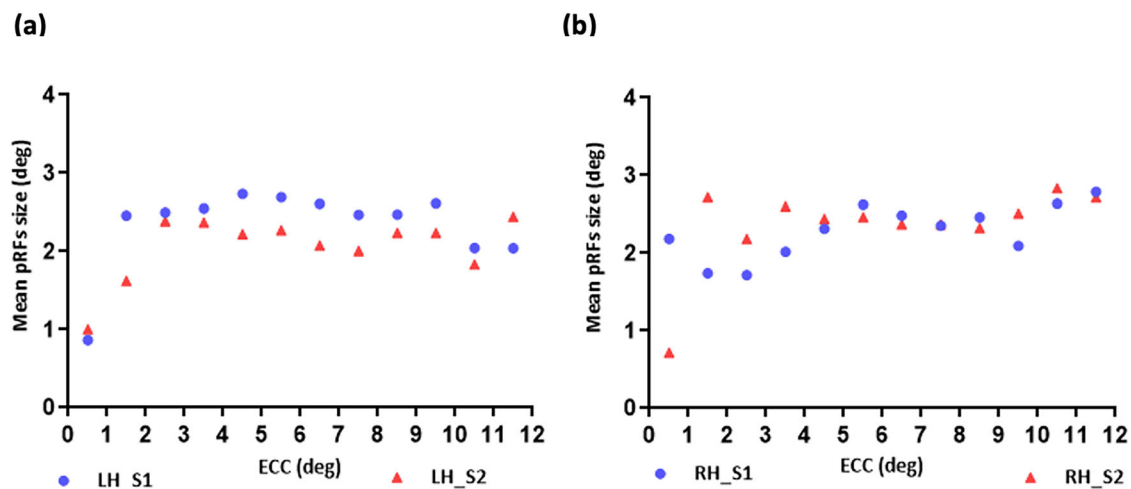 (a)
Mean pRFs size (deg)
4
3
2
1
0
0 1 2 3 4 5 6 7 8 9 10 11 12
ECC (deg)
LH S1
LH_S2
(b)
Mean pRFs size (deg)
4
3
2
1
0
0 1 2 3 4 5 6 7 8 9 10 11 12
ECC (deg)
RH_S1
RH_S2